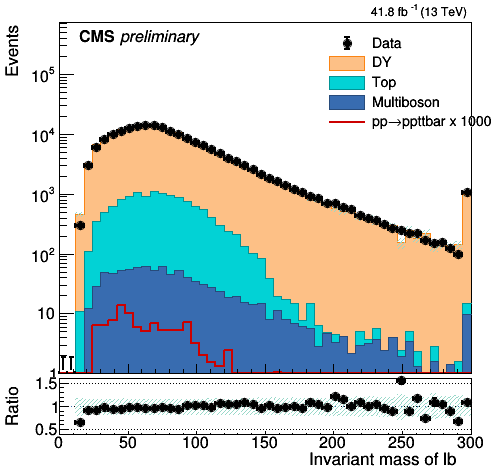 41.8 fb⁻¹ (13 TeV)
CMS preliminary
Events
Data
DY
Top
Multiboson
pp→ppttbar x 1000
10⁵
10⁴
10³
10²
10
1
Ratio
1.5
1
0.5
0 50 100 150 200 250 300
Invariant mass of lb